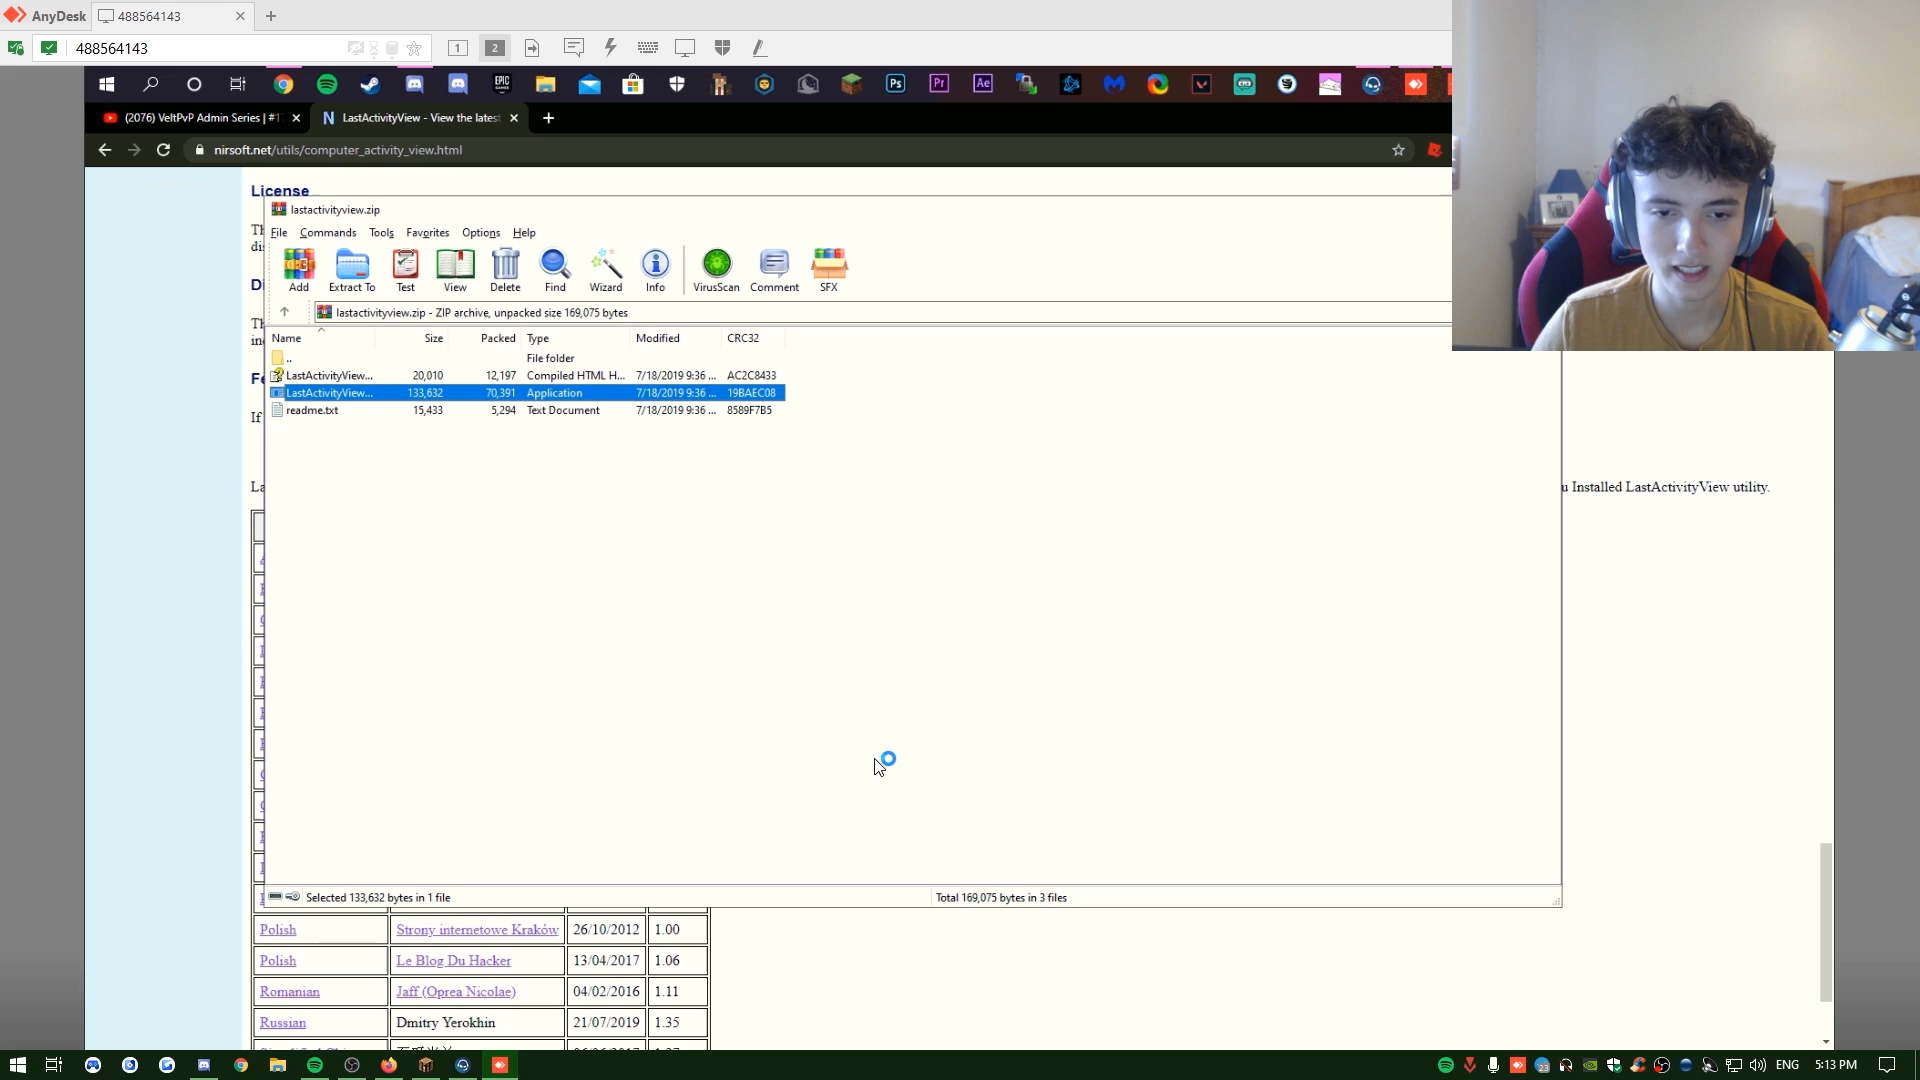 AnyDesk
488564143
488564143
1
2
(2076) VeltPvP Admin Series | #1
LastActivityView - View the latest
nirsoft.net/utils/computer_activity_view.html
License
lastactivityview.zip
File Commands Tools Favorites Options Help
Add
Extract To
Test
View
Delete
Find
Wizard
Info
VirusScan
Comment
SFX
lastactivityview.zip - ZIP archive, unpacked size 169,075 bytes
Name Size Packed Type Modified CRC32
.. File folder
LastActivityView... 20,010 12,197 Compiled HTML H... 7/18/2019 9:36 ... AC2C8433
LastActivityView... 133,632 70,391 Application 7/18/2019 9:36 ... 19BAEC08
readme.txt 15,433 5,294 Text Document 7/18/2019 9:36 ... 8589F7B5
If
u Installed LastActivityView utility.
Selected 133,632 bytes in 1 file
Total 169,075 bytes in 3 files
Polish Strony internetowe Kraków 26/10/2012 1.00
Polish Le Blog Du Hacker 13/04/2017 1.06
Romanian Jaff (Oprea Nicolae) 04/02/2016 1.11
Russian Dmitry Yerokhin 21/07/2019 1.35
ENG
5:13 PM